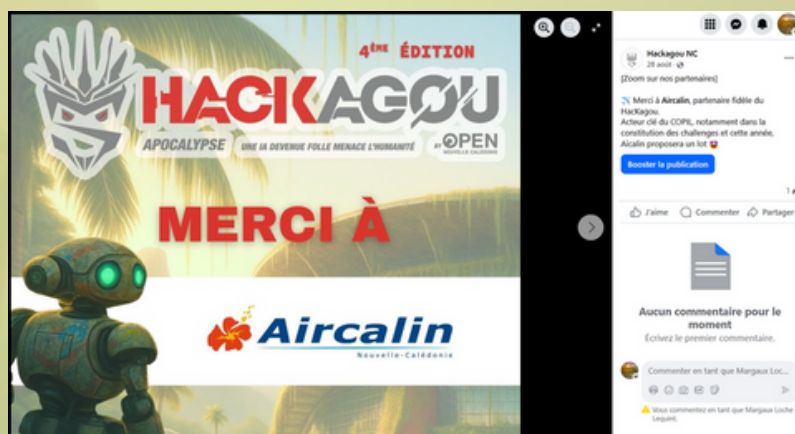 4ÈME ÉDITION
HACKAGOU
APOCALYPSE
UNE IA DEVENUE FOLLE MENACE L'HUMANITÉ
BY OPEN
NOUVELLE-CALÉDONIE
MERCI À
Aircalin
Nouvelle-Calédonie
Hackagou NC
28 août
[Zoom sur nos partenaires]
Merci à Aircalin, partenaire fidèle du
HacKagou.
Acteur clé du COPIL, notamment dans la
constitution des challenges et cette année,
Aicalin proposera un lot
Booster la publication
1
J'aime Commenter Partager
Aucun commentaire pour le
moment
Écrivez le premier commentaire.
Commenter en tant que Margaux Loc...
Vous commentez en tant que Margaux Loche
Lequint.